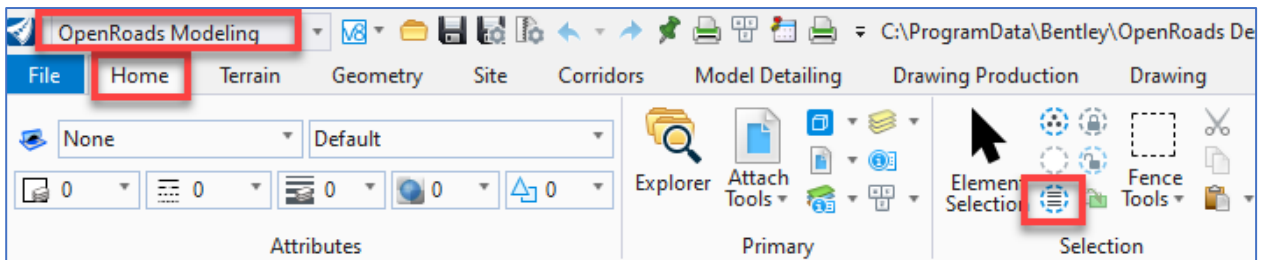 OpenRoads Modeling C:\ProgramData\Bentley\OpenRoads De
File Home Terrain Geometry Site Corridors Model Detailing Drawing Production Drawing
None Default
0 0 0 0 0
Explorer Attach Tools Element Selection Fence Tools
Attributes Primary Selection